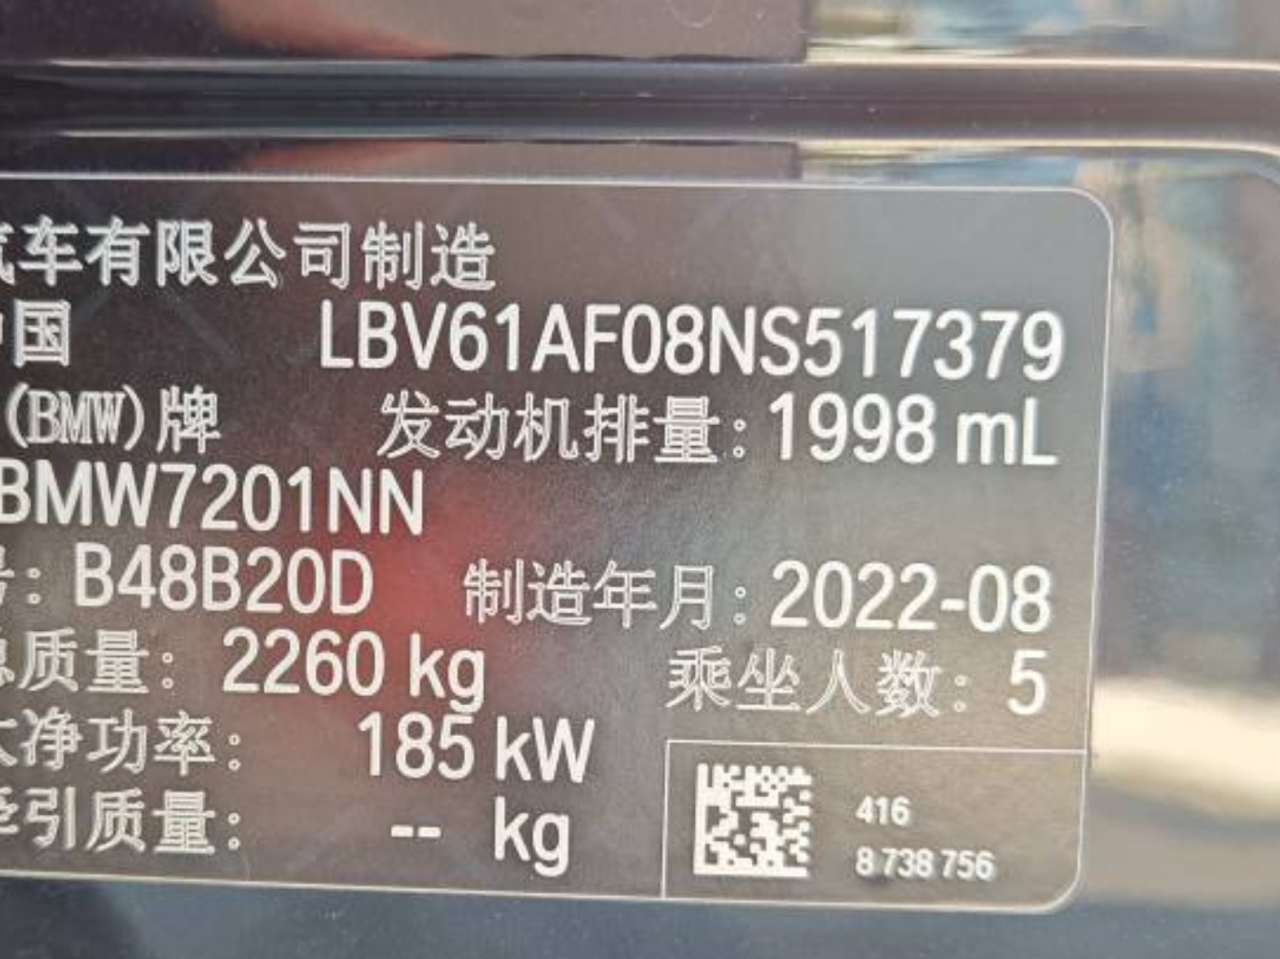 汽车有限公司制造
中国 LBV61AF08NS517379
(BMW)牌 发动机排量:1998 mL
BMW7201NN
号: B48B20D 制造年月:2022-08
总质量: 2260 kg 乘坐人数: 5
大净功率: 185 kW
牵引质量: -- kg
416
8 738 756